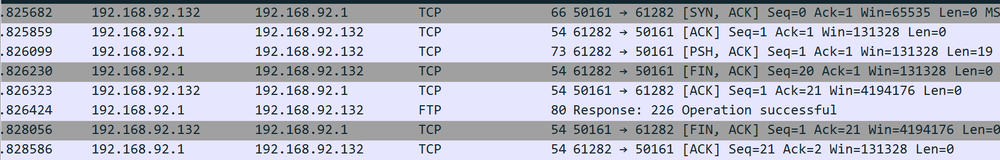 .825682 192.168.92.132 192.168.92.1 TCP 66 50161 → 61282 [SYN, ACK] Seq=0 Ack=1 Win=65535 Len=0 MS
.825859 192.168.92.1 192.168.92.132 TCP 54 61282 → 50161 [ACK] Seq=1 Ack=1 Win=131328 Len=0
.826099 192.168.92.1 192.168.92.132 TCP 73 61282 → 50161 [PSH, ACK] Seq=1 Ack=1 Win=131328 Len=19
.826230 192.168.92.1 192.168.92.132 TCP 54 61282 → 50161 [FIN, ACK] Seq=20 Ack=1 Win=131328 Len=0
.826323 192.168.92.132 192.168.92.1 TCP 54 50161 → 61282 [ACK] Seq=1 Ack=21 Win=4194176 Len=0
.826424 192.168.92.1 192.168.92.132 FTP 80 Response: 226 Operation successful
.828056 192.168.92.132 192.168.92.1 TCP 54 50161 → 61282 [FIN, ACK] Seq=1 Ack=21 Win=4194176 Len=0
.828586 192.168.92.1 192.168.92.132 TCP 54 61282 → 50161 [ACK] Seq=21 Ack=2 Win=131328 Len=0